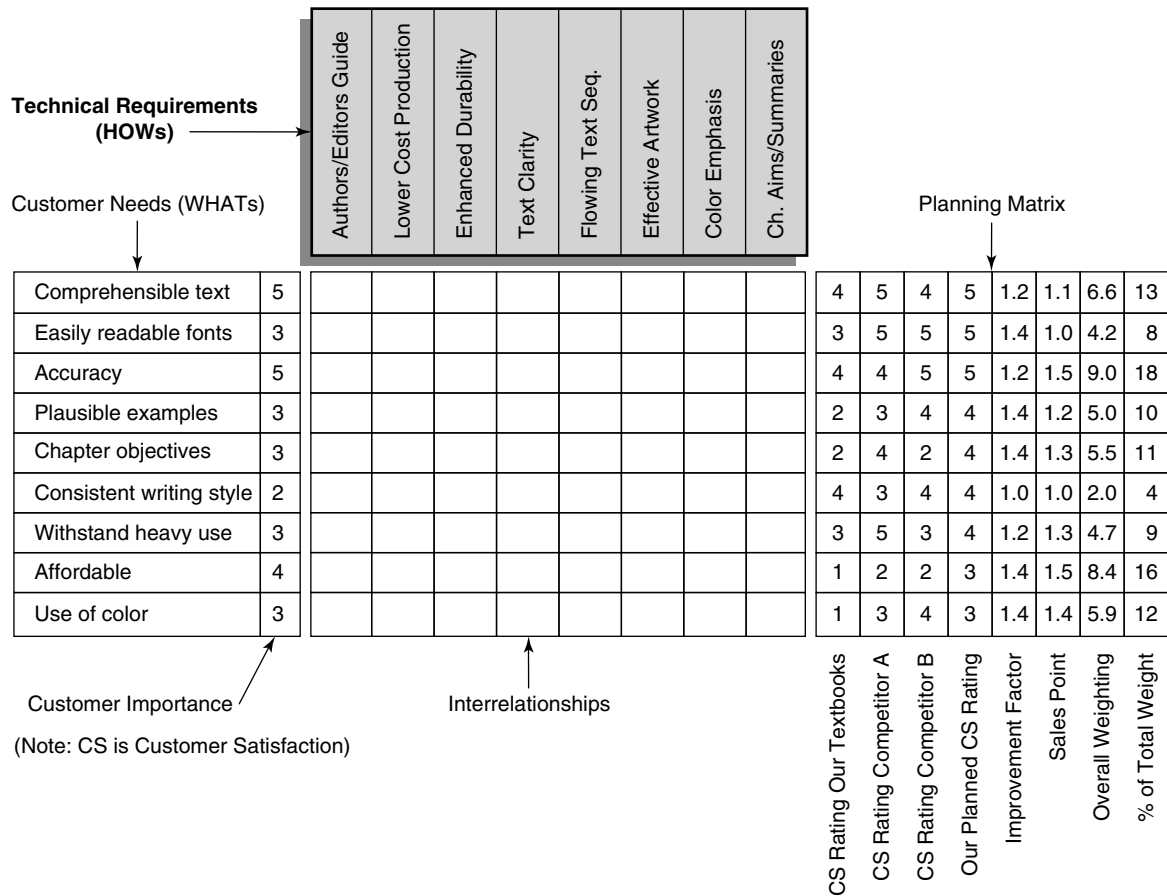 Technical Requirements
(HOWs)
Authors/Editors Guide
Lower Cost Production
Enhanced Durability
Text Clarity
Flowing Text Seq.
Effective Artwork
Color Emphasis
Ch. Aims/Summaries
Customer Needs (WHATs)
Planning Matrix
Comprehensible text 5 4 5 4 5 1.2 1.1 6.6 13
Easily readable fonts 3 3 5 5 5 1.4 1.0 4.2 8
Accuracy 5 4 4 5 5 1.2 1.5 9.0 18
Plausible examples 3 2 3 4 4 1.4 1.2 5.0 10
Chapter objectives 3 2 4 2 4 1.4 1.3 5.5 11
Consistent writing style 2 4 3 4 4 1.0 1.0 2.0 4
Withstand heavy use 3 3 5 3 4 1.2 1.3 4.7 9
Affordable 4 1 2 2 3 1.4 1.5 8.4 16
Use of color 3 1 3 4 3 1.4 1.4 5.9 12
Customer Importance
Interrelationships
(Note: CS is Customer Satisfaction)
CS Rating Our Textbooks
CS Rating Competitor A
CS Rating Competitor B
Our Planned CS Rating
Improvement Factor
Sales Point
Overall Weighting
% of Total Weight